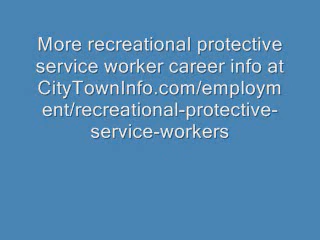 More recreational protective
service worker career info at
CityTownInfo.com/employm
ent/recreational-protective-
service-workers